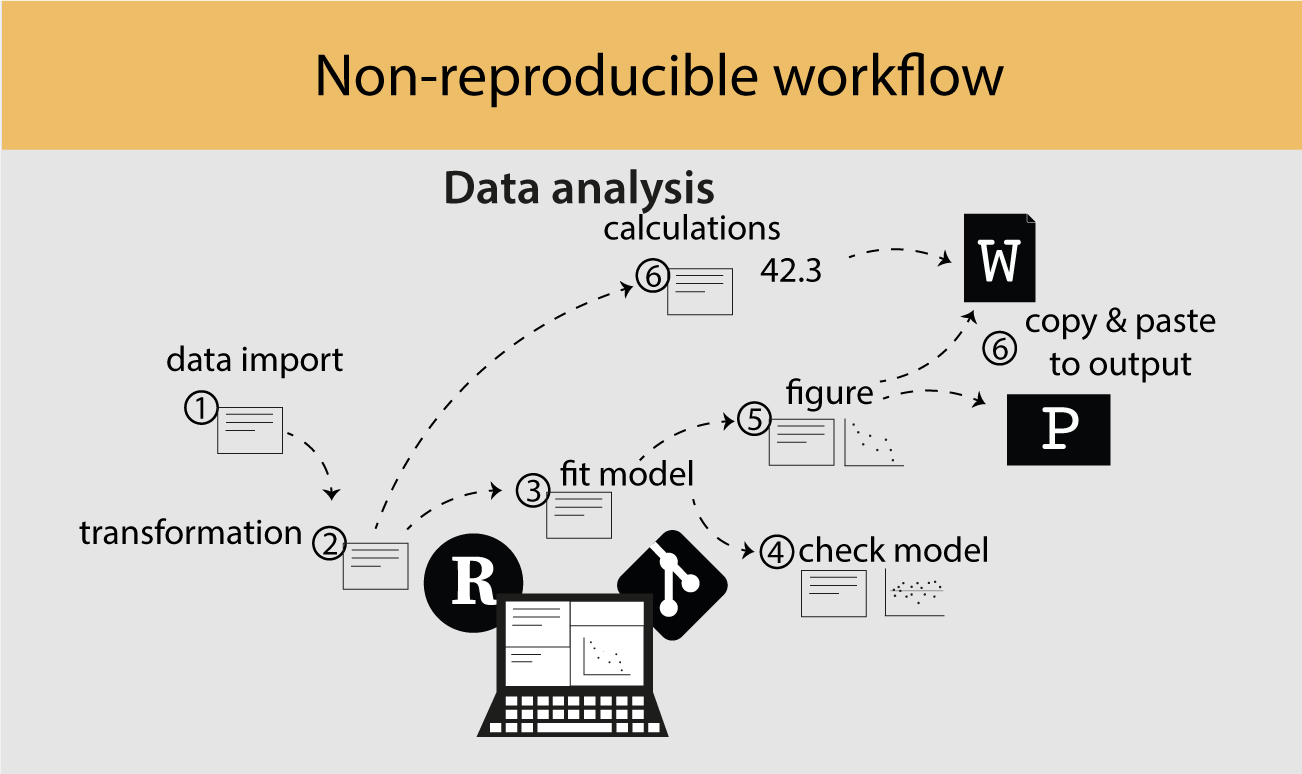 Non-reproducible workflow
Data analysis
calculations
6
42.3
W
copy & paste
6
to output
data import
1
figure
5
P
fit model
3
transformation
2
4
check model
R